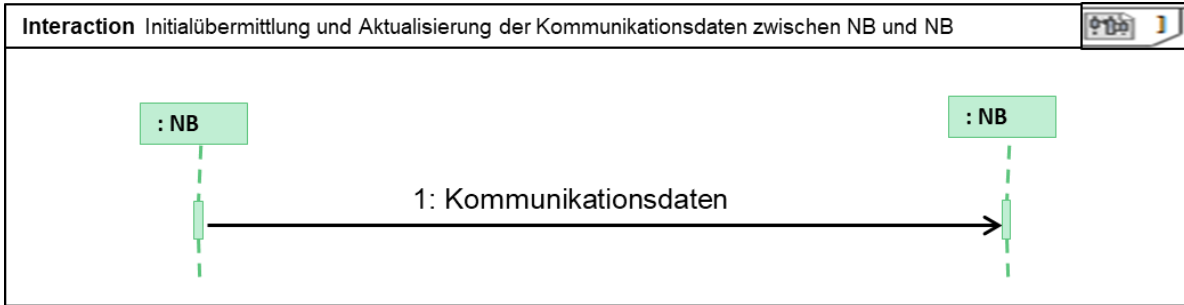 Interaction Initialübermittlung und Aktualisierung der Kommunikationsdaten zwischen NB und NB
: NB
: NB
1: Kommunikationsdaten